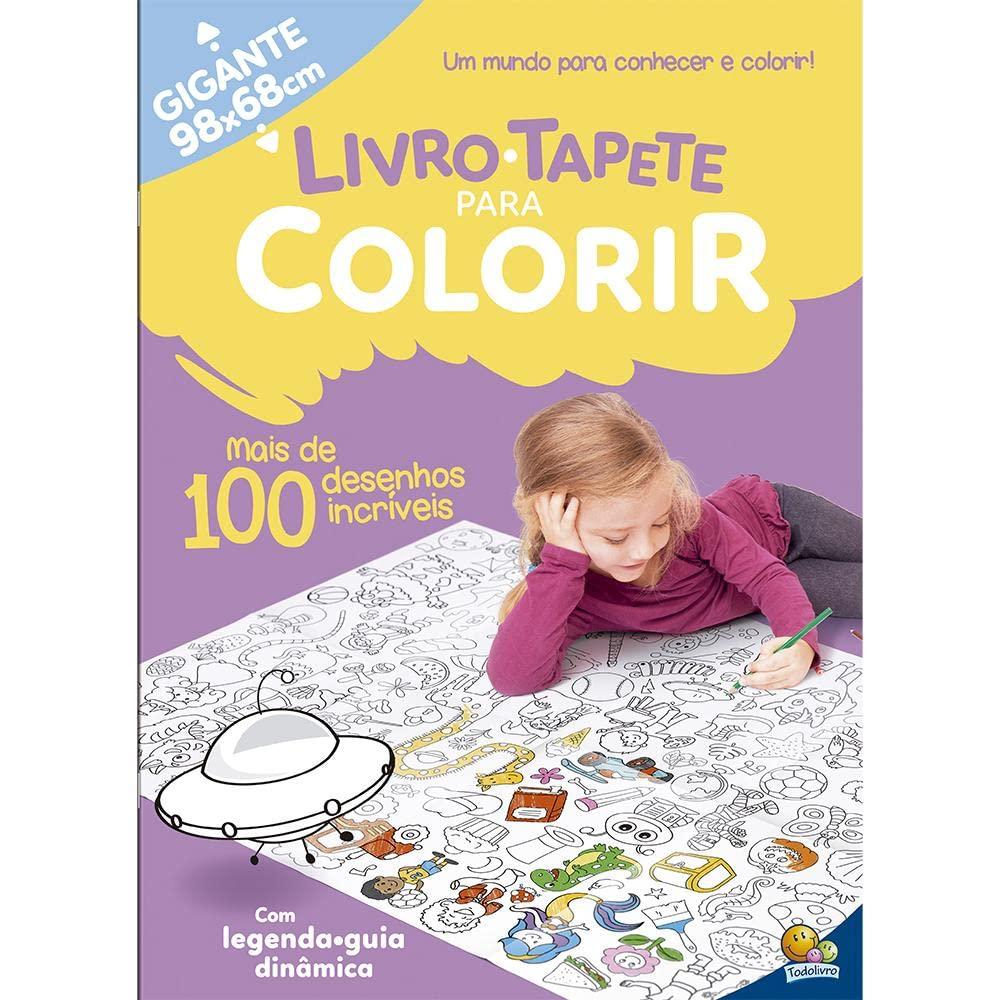 GIGANTE
98x68cm
Um mundo para conhecer e colorir!
LIVRO•TAPETE
PARA
COLORIR
Mais de
100 desenhos
incríveis
Com
legenda•guia
dinâmica
Todolivro